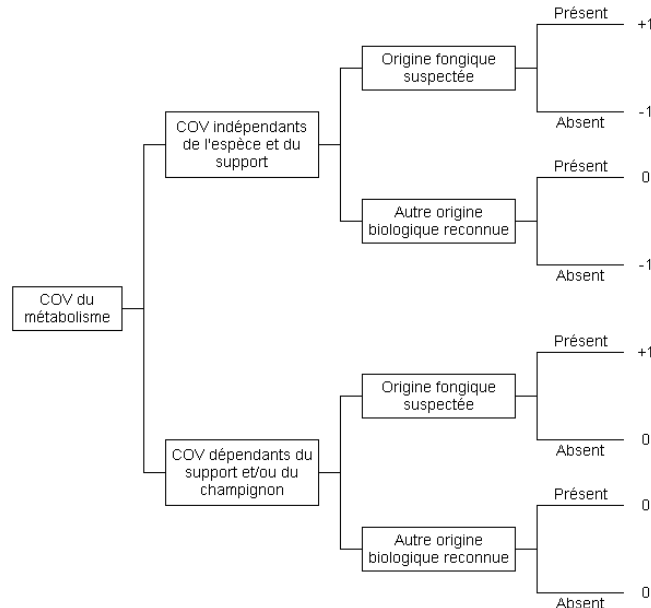 Présent
+1
Origine fongique
suspectée
-1
Absent
COV indépendants
de l'espèce et du
support
Présent
0
Autre origine
biologique reconnue
-1
Absent
COV du
métabolisme
Présent
+1
Origine fongique
suspectée
0
Absent
COV dépendants du
support et/ou du
champignon
Présent
0
Autre origine
biologique reconnue
0
Absent